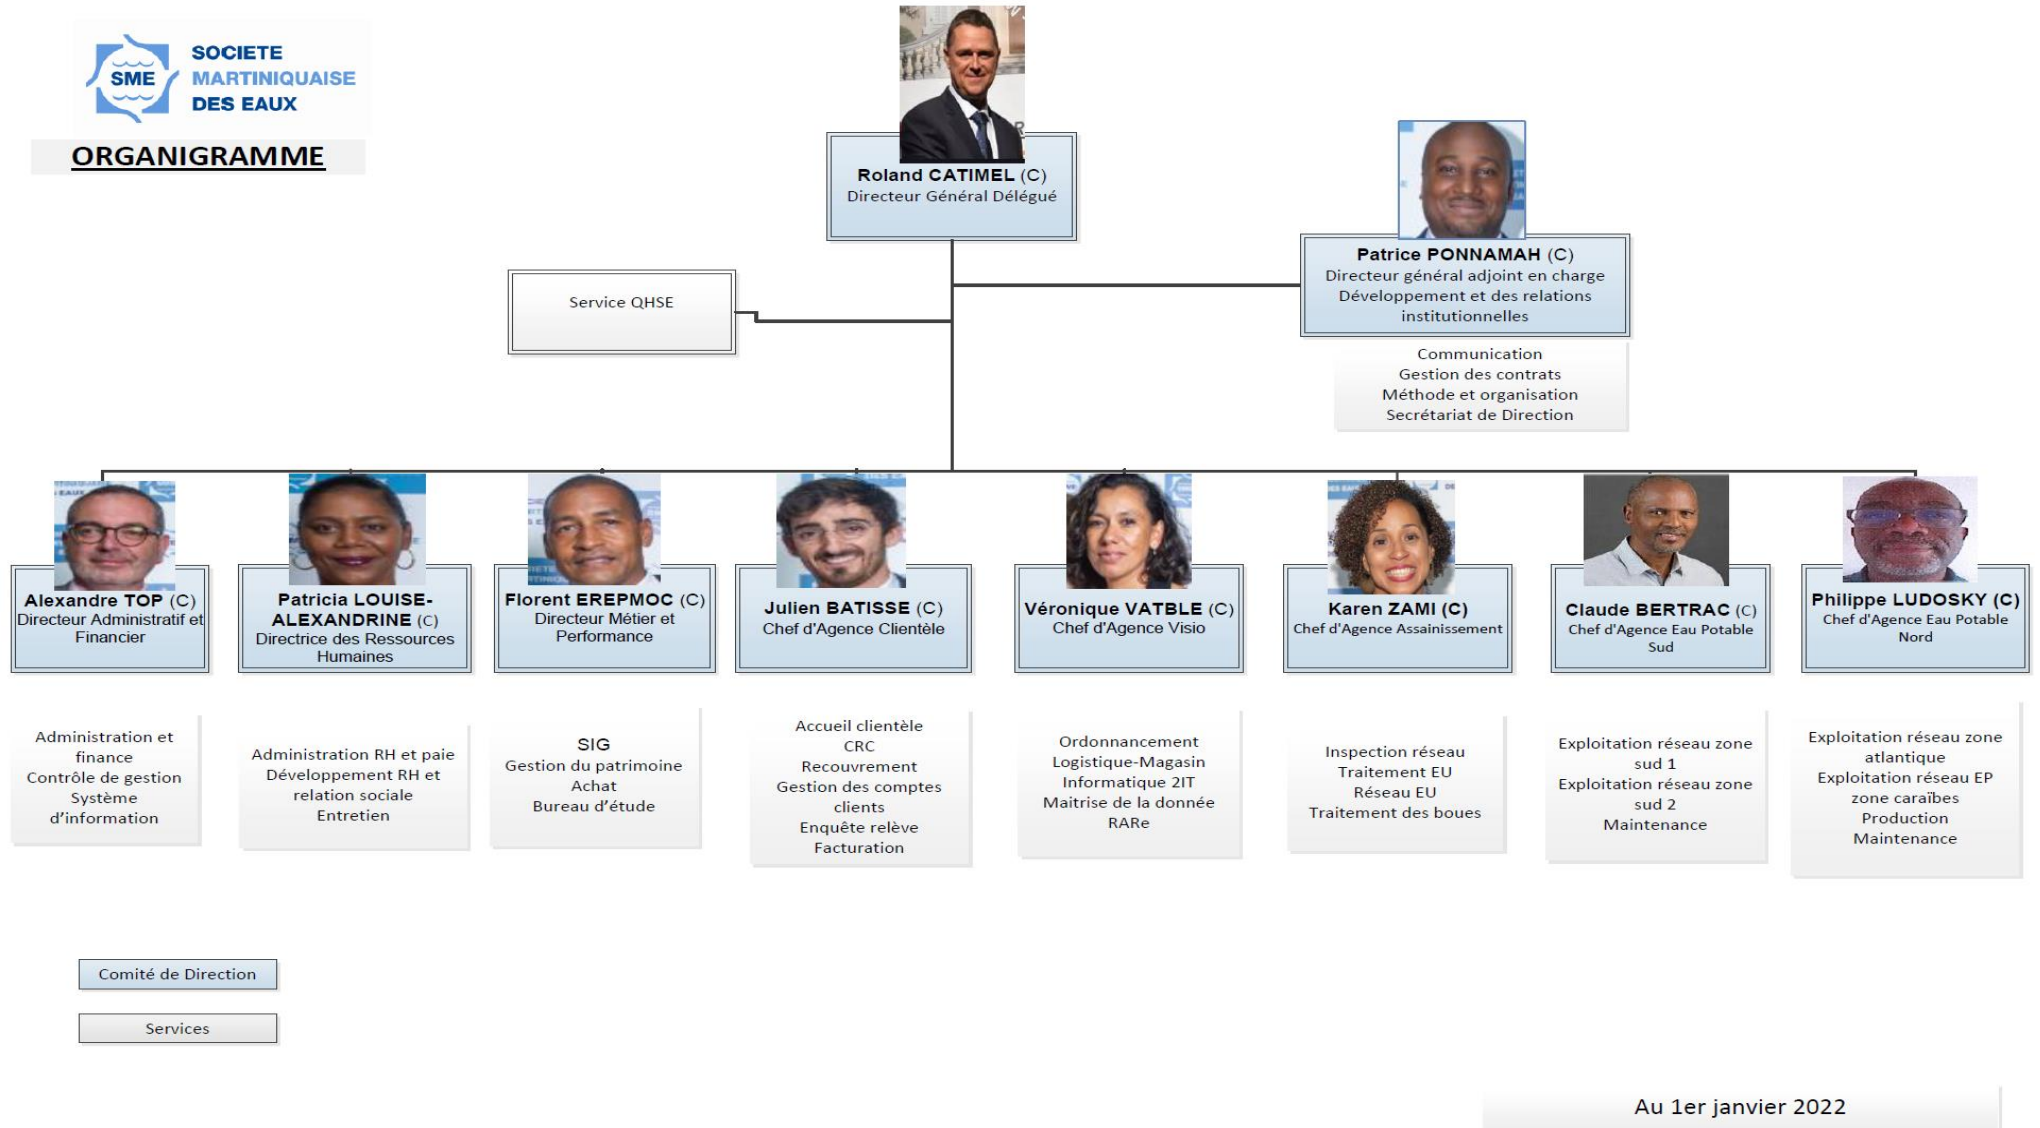 SME
SOCIETE
MARTINIQUAISE
DES EAUX
ORGANIGRAMME
Roland CATIMEL (C)
Directeur Général Délégué
Patrice PONNAMAH (C)
Directeur général adjoint en charge
Développement et des relations
institutionnelles
Service QHSE
Communication
Gestion des contrats
Méthode et organisation
Secrétariat de Direction
Alexandre TOP (C)
Directeur Administratif et
Financier
Patricia LOUISE-
ALEXANDRINE (C)
Directrice des Ressources
Humaines
Florent EREPMOC (C)
Directeur Métier et
Performance
Julien BATISSE (C)
Chef d'Agence Clientèle
Véronique VATBLE (C)
Chef d'Agence Visio
Karen ZAMI (C)
Chef d'Agence Assainissement
Claude BERTRAC (C)
Chef d'Agence Eau Potable
Sud
Philippe LUDOSKY (C)
Chef d'Agence Eau Potable
Nord
Administration et
finance
Contrôle de gestion
Système
d’information
Administration RH et paie
Développement RH et
relation sociale
Entretien
SIG
Gestion du patrimoine
Achat
Bureau d’étude
Accueil clientèle
CRC
Recouvrement
Gestion des comptes
clients
Enquête relève
Facturation
Ordonnancement
Logistique-Magasin
Informatique 2IT
Maitrise de la donnée
RARe
Inspection réseau
Traitement EU
Réseau EU
Traitement des boues
Exploitation réseau zone
sud 1
Exploitation réseau zone
sud 2
Maintenance
Exploitation réseau zone
atlantique
Exploitation réseau EP
zone caraïbes
Production
Maintenance
Comité de Direction
Services
Au 1er janvier 2022